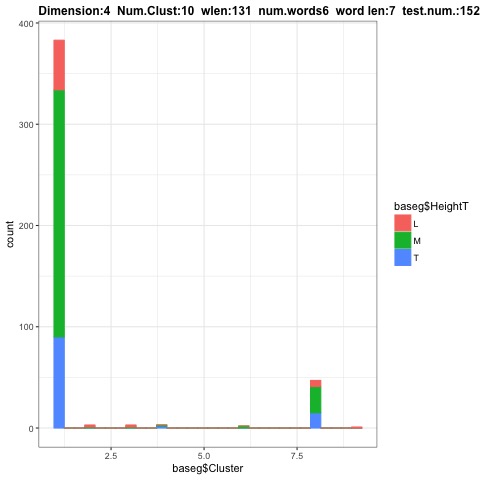 Dimension:4 Num.Clust:10 wlen:131 num.words6 word len:7 test.num.:152
400
300
200
100
0
count
2.5 5.0 7.5
baseg$Cluster
baseg$HeightT
L
M
T